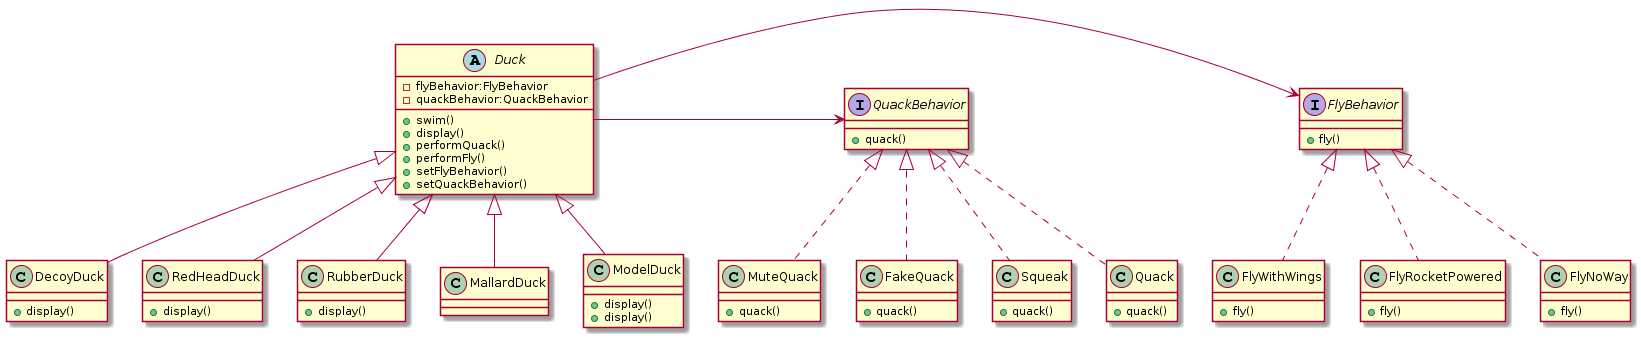 A Duck
flyBehavior:FlyBehavior
quackBehavior:QuackBehavior
swim()
display()
performQuack()
performFly()
setFlyBehavior()
setQuackBehavior()
I QuackBehavior
quack()
I FlyBehavior
fly()
C DecoyDuck
display()
C RedHeadDuck
display()
C RubberDuck
display()
C MallardDuck
C ModelDuck
display()
display()
C MuteQuack
quack()
C FakeQuack
quack()
C Squeak
quack()
C Quack
quack()
C FlyWithWings
fly()
C FlyRocketPowered
fly()
C FlyNoWay
fly()